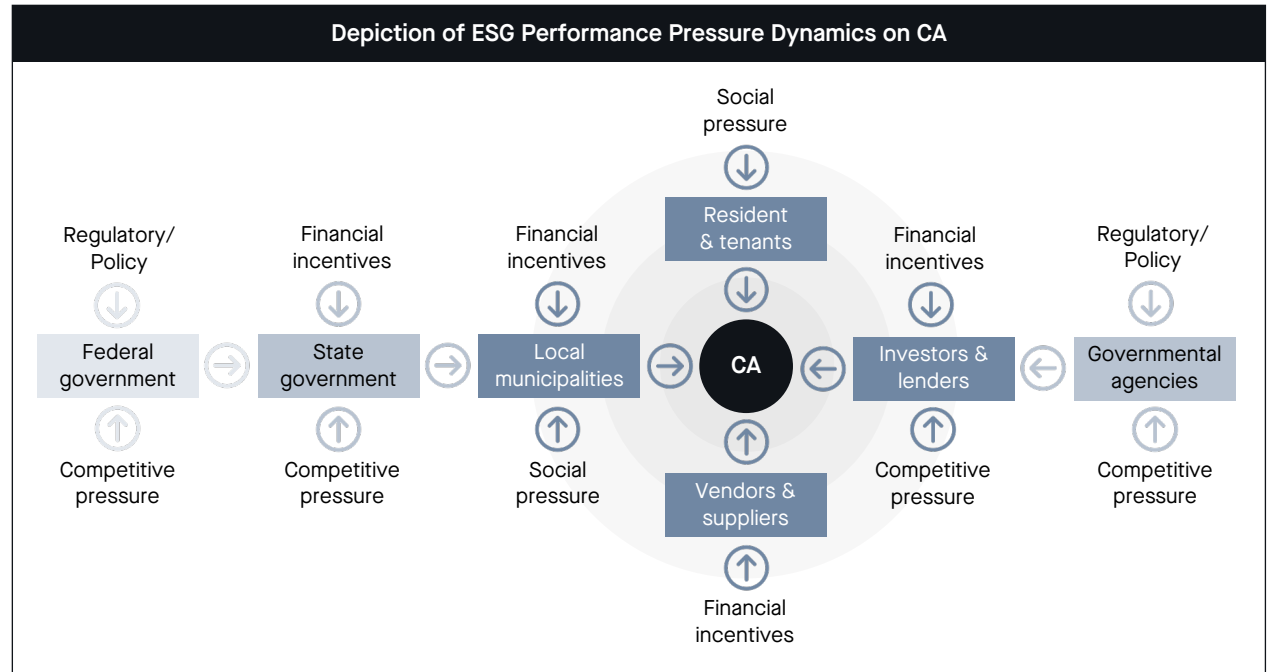 Depiction of ESG Performance Pressure Dynamics on CA
Social
pressure
Resident
& tenants
Regulatory/
Policy
Financial
incentives
Financial
incentives
Financial
incentives
Regulatory/
Policy
Federal
government
State
government
Local
municipalities
CA
Investors &
lenders
Governmental
agencies
Competitive
pressure
Competitive
pressure
Social
pressure
Competitive
pressure
Competitive
pressure
Vendors &
suppliers
Financial
incentives